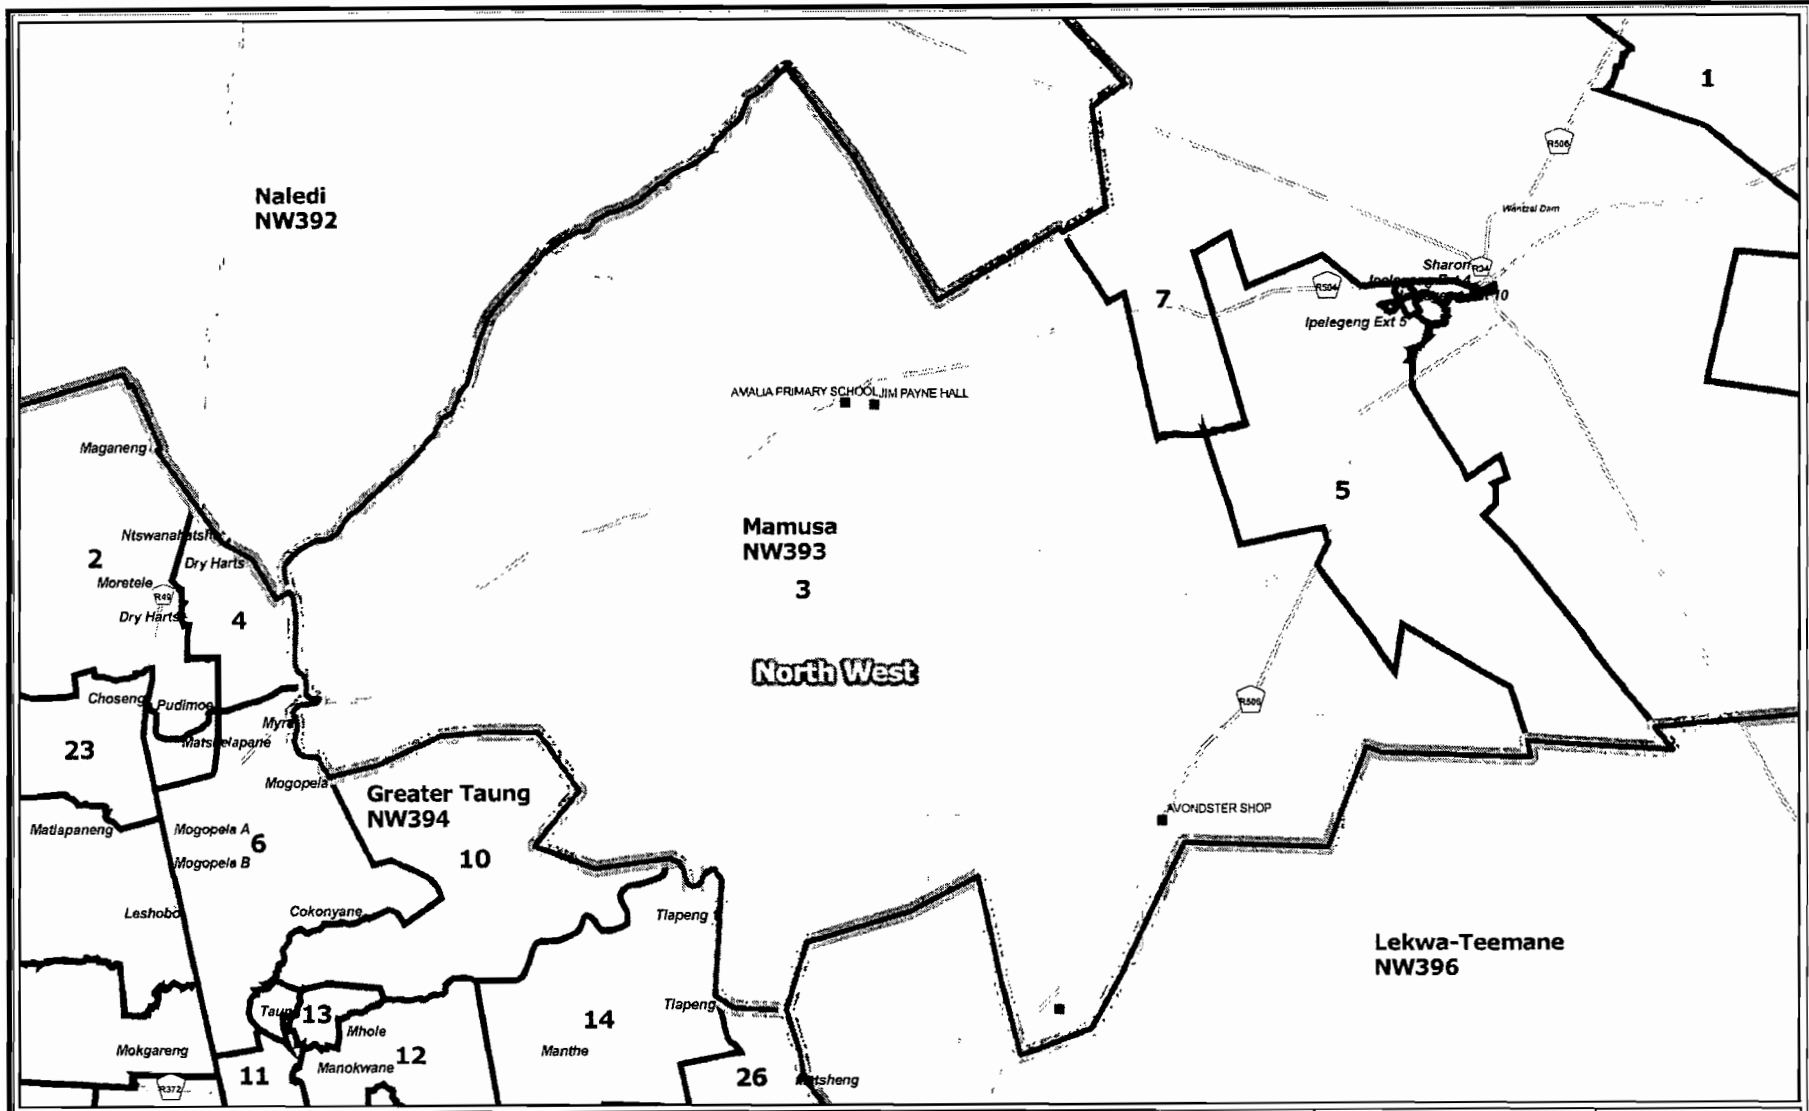 1
R506
Naledi
NW392
Wentzel Dam
Sharon
R34
7
R504
Ipelegeng Ext 5
AMALIA PRIMARY SCHOOL
JIM PAYNE HALL
Maganeng
5
Mamusa
NW393
3
2
Dry Harts
Moretele
R49
Dry Harts
4
North West
Choseng
Pudimoe
R506
23
Mogopela
Greater Taung
NW394
AVONDSTER SHOP
Matlapaneng
Mogopela A
6
Mogopela B
10
Leshobo
Cokonyane
Tlapeng
Lekwa-Teemane
NW396
Tlapeng
13
14
Mhole
Mokgareng
12
Manthe
Manokwane
11
26
R372